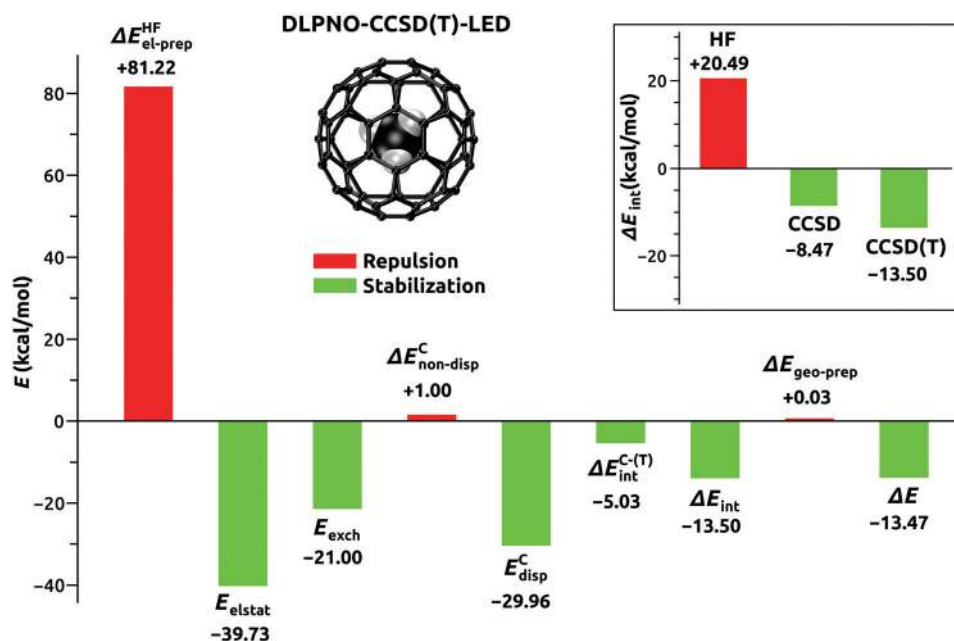 DLPNO-CCSD(T)-LED
ΔE^HF_el-prep
+81.22
E (kcal/mol)
80
60
40
20
0
−20
−40
Repulsion
Stabilization
E_elstat
−39.73
E_exch
−21.00
ΔE^C_non-disp
+1.00
E^C_disp
−29.96
ΔE^C-(T)_int
−5.03
ΔE_int
−13.50
ΔE_geo-prep
+0.03
ΔE
−13.47
ΔE_int(kcal/mol)
20
0
−20
HF
+20.49
CCSD
−8.47
CCSD(T)
−13.50